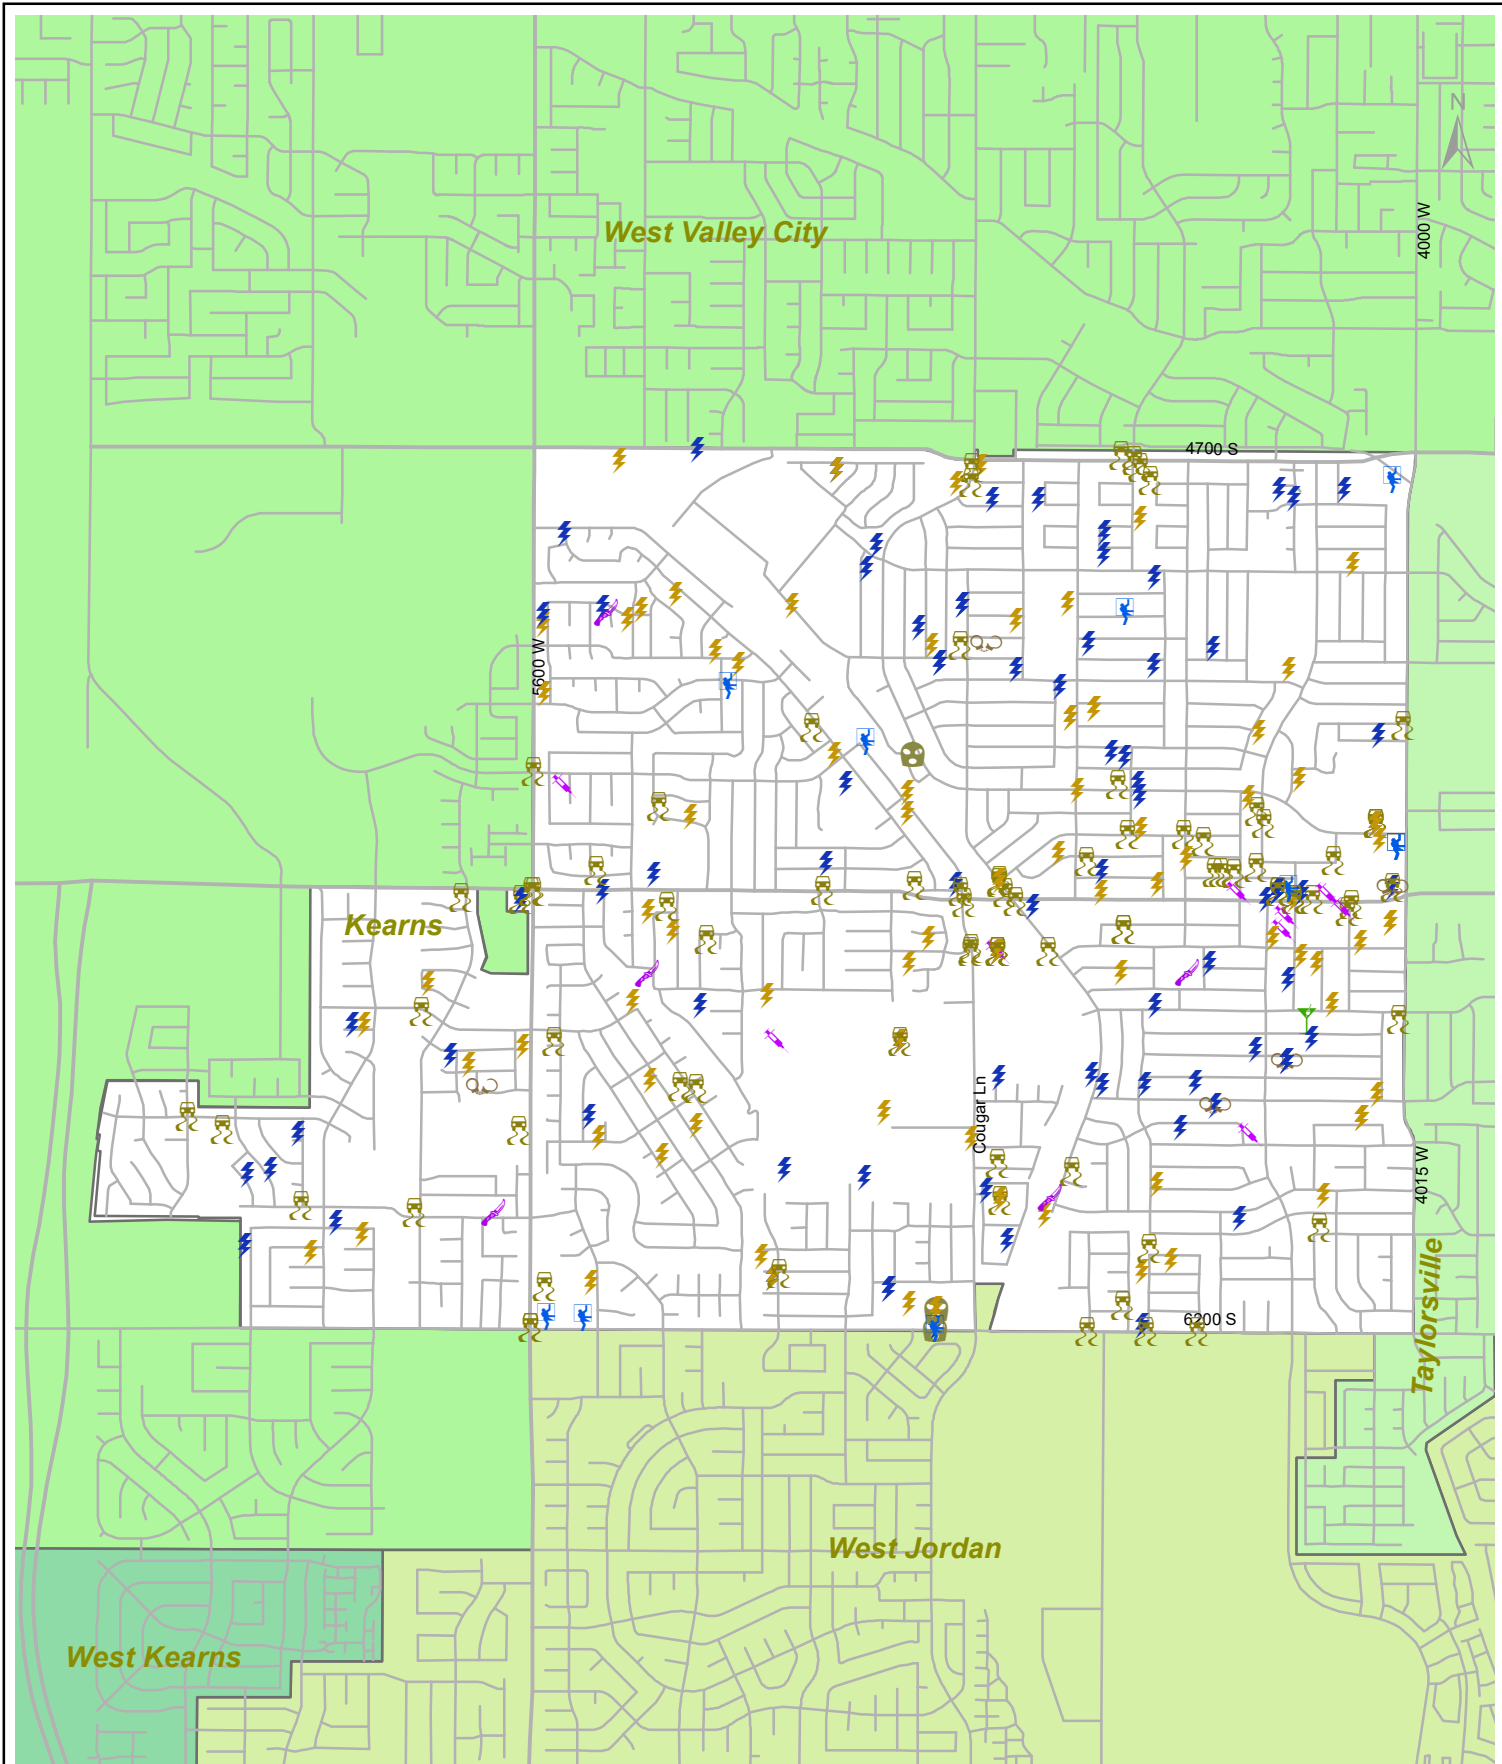 N
4000 W
West Valley City
4700 S
5600 W
Kearns
Cougar Ln
4015 W
Taylorsville
6200 S
West Jordan
West Kearns